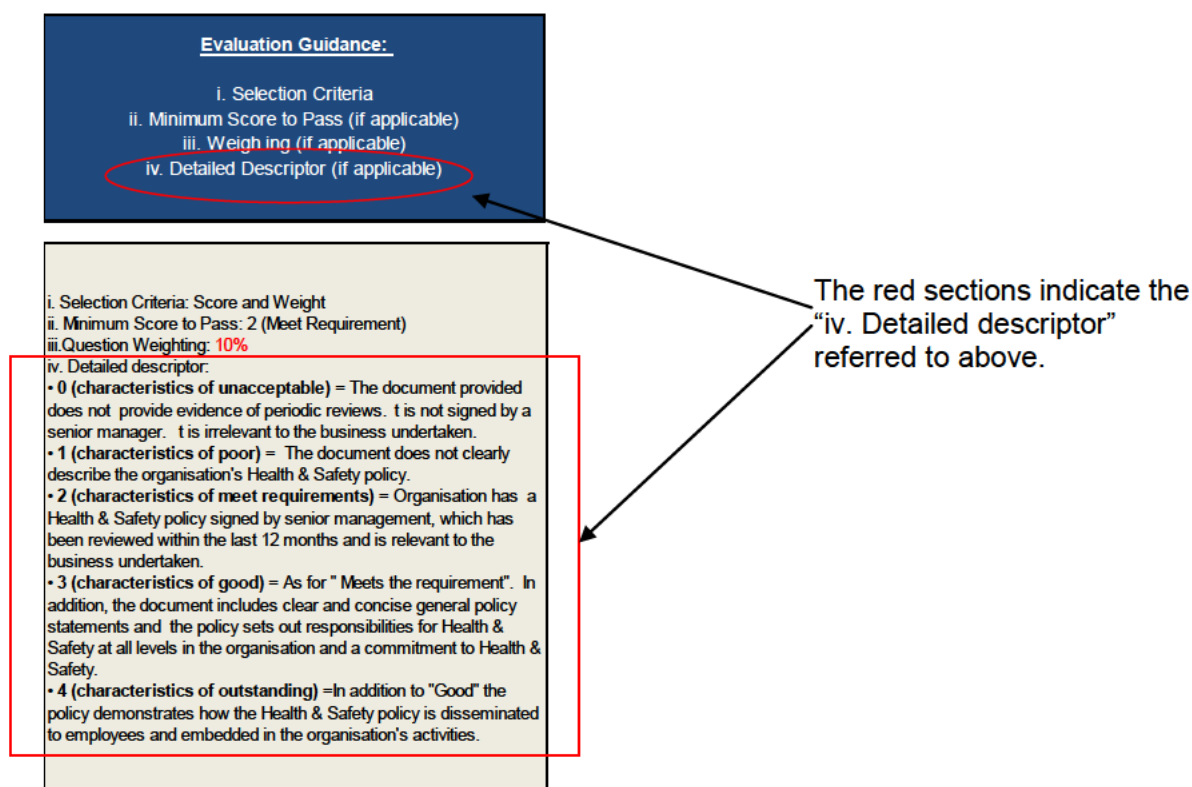 Evaluation Guidance:
i. Selection Criteria
ii. Minimum Score to Pass (if applicable)
iii. Weigh ing (if applicable)
iv. Detailed Descriptor (if applicable)
i. Selection Criteria: Score and Weight
ii. Minimum Score to Pass: 2 (Meet Requirement)
iii.Question Weighting: 10%
iv. Detailed descriptor:
• 0 (characteristics of unacceptable) = The document provided
does not provide evidence of periodic reviews. t is not signed by a
senior manager. t is irrelevant to the business undertaken.
• 1 (characteristics of poor) = The document does not clearly
describe the organisation's Health & Safety policy.
• 2 (characteristics of meet requirements) = Organisation has a
Health & Safety policy signed by senior management, which has
been reviewed within the last 12 months and is relevant to the
business undertaken.
• 3 (characteristics of good) = As for " Meets the requirement". In
addition, the document includes clear and concise general policy
statements and the policy sets out responsibilities for Health &
Safety at all levels in the organisation and a commitment to Health &
Safety.
• 4 (characteristics of outstanding) =In addition to "Good" the
policy demonstrates how the Health & Safety policy is disseminated
to employees and embedded in the organisation's activities.
The red sections indicate the
“iv. Detailed descriptor”
referred to above.